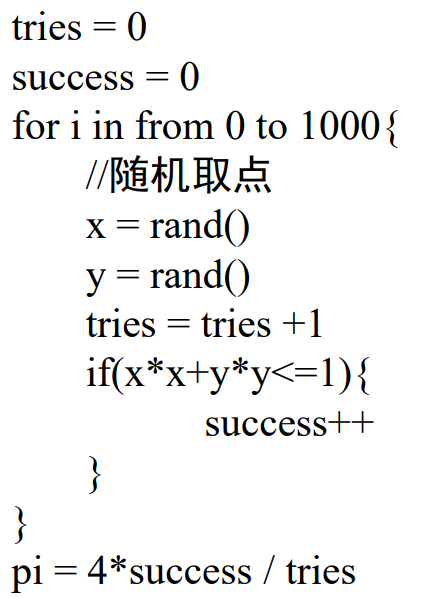 tries = 0
success = 0
for i in from 0 to 1000{
//随机取点
x = rand()
y = rand()
tries = tries +1
if(x*x+y*y<=1){
success++
}
}
pi = 4*success / tries